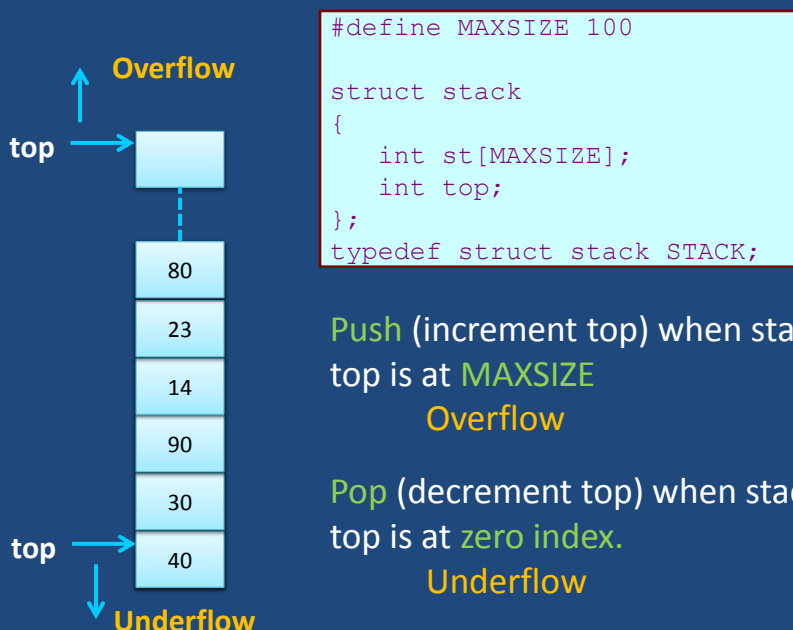 Overflow
top
80
23
14
90
30
top
40
Underflow
#define MAXSIZE 100
struct stack
{
int st[MAXSIZE];
int top;
};
typedef struct stack STACK;
Push (increment top) when
top is at MAXSIZE
Overflow
Pop (decrement top) when
top is at zero index.
Underflow